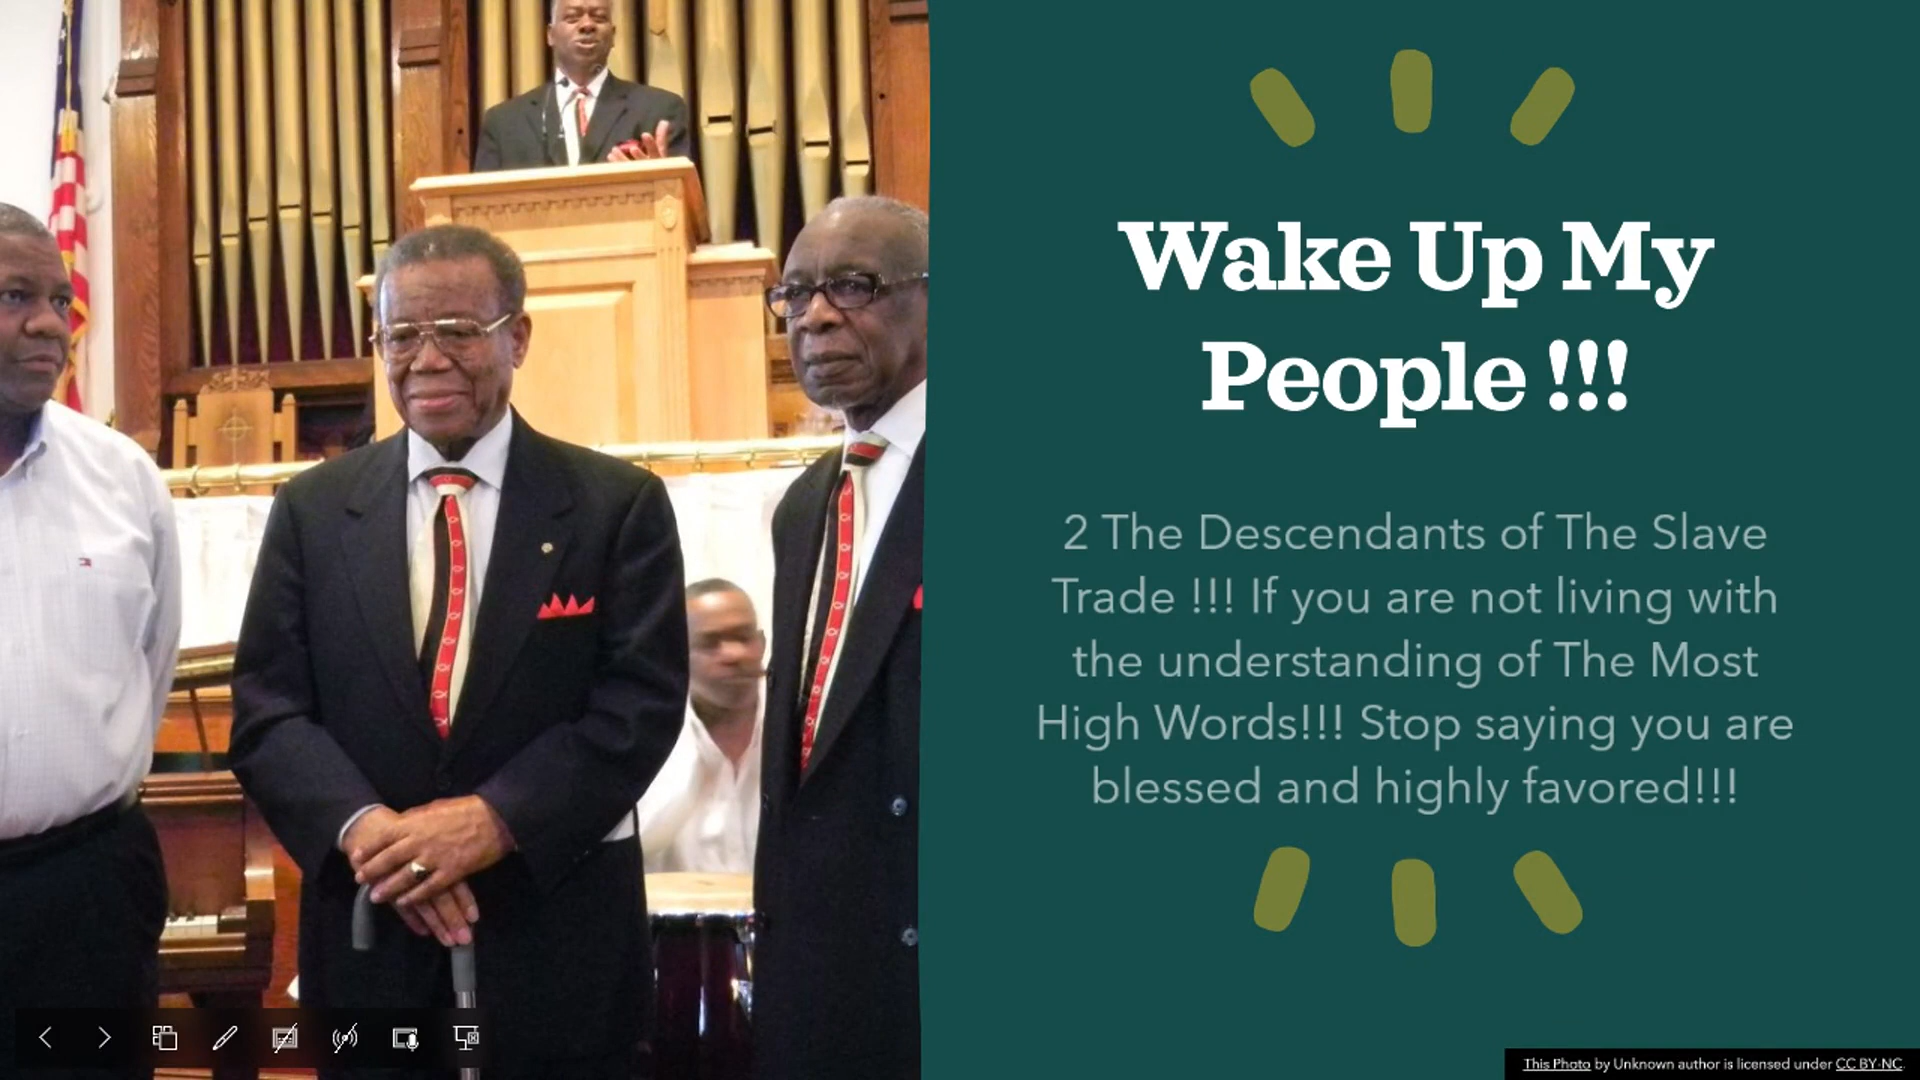 Wake Up My
People !!!
2 The Descendants of The Slave
Trade !!! If you are not living with
the understanding of The Most
High Words!!! Stop saying you are
blessed and highly favored!!!
This Photo by Unknown author is licensed under CC BY-NC.